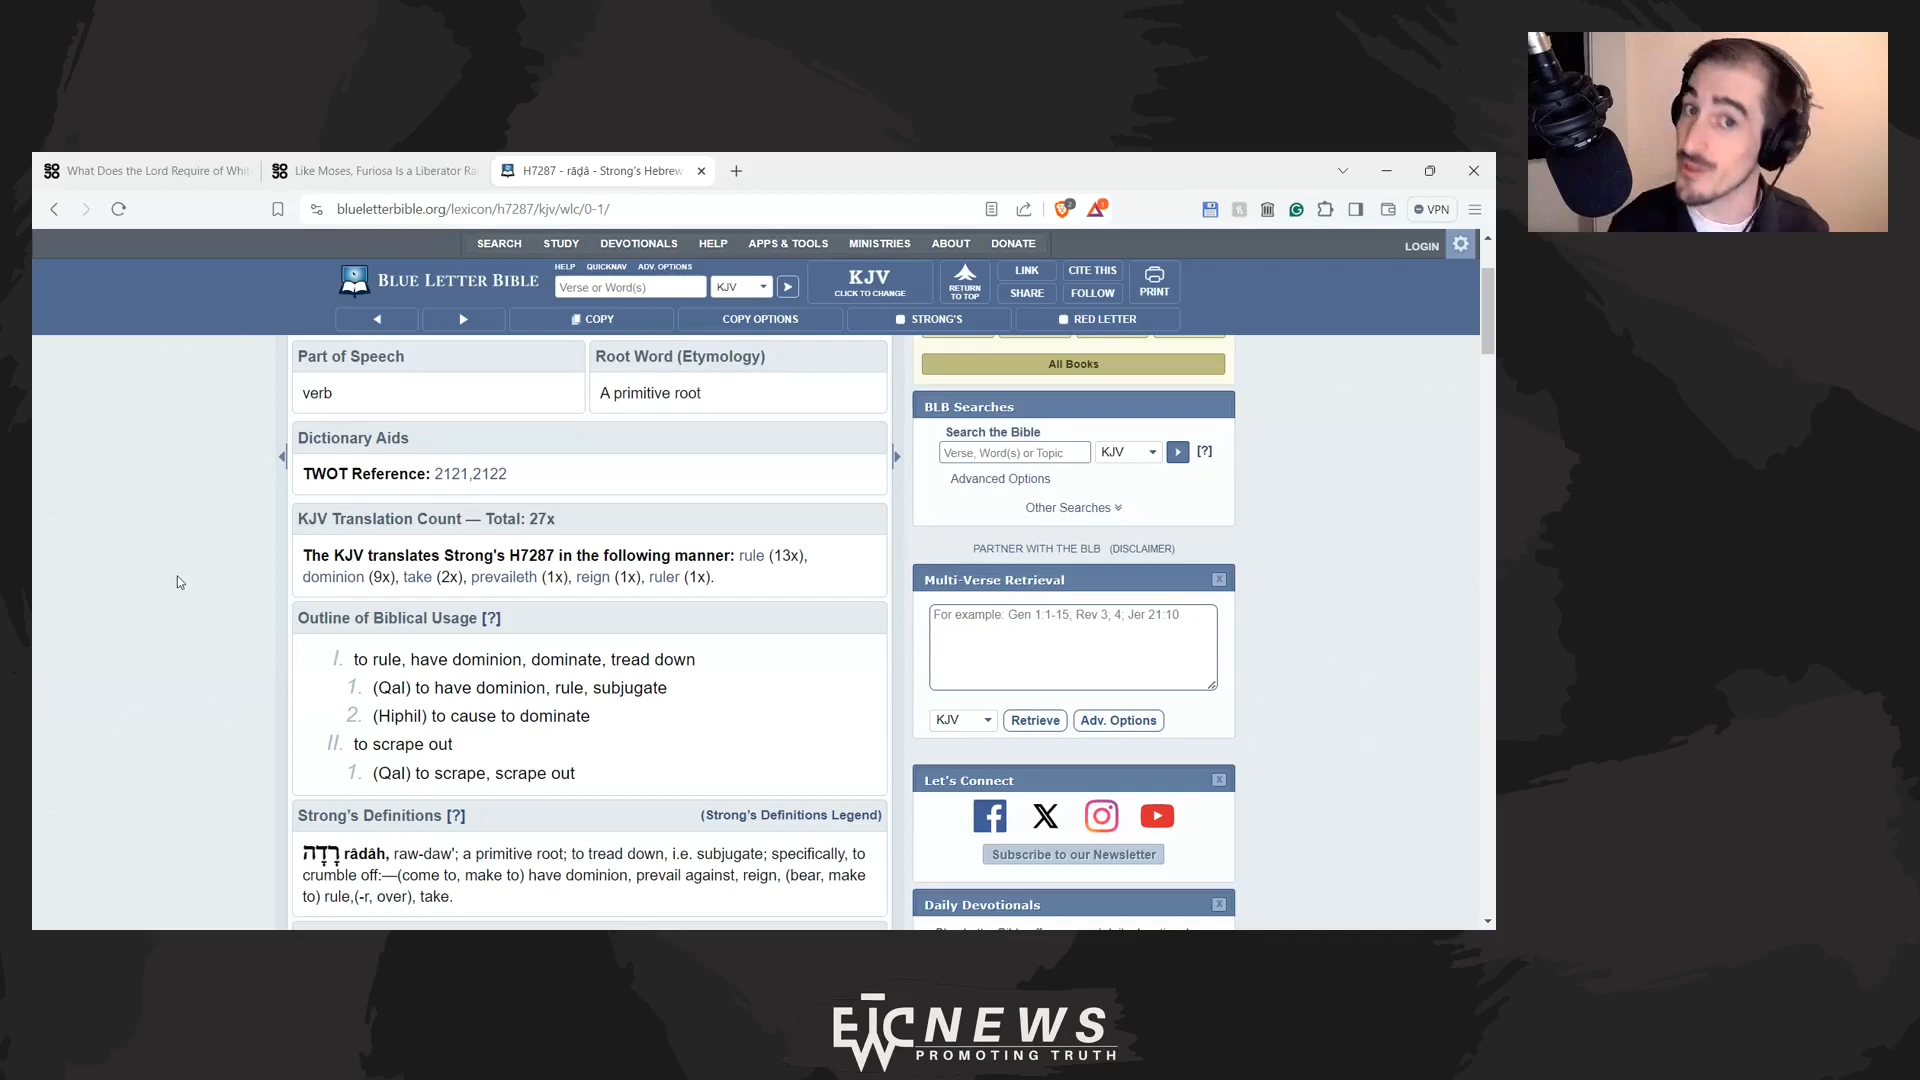 What Does the Lord Require of Whit
Like Moses, Furiosa Is a Liberator Ra
H7287 - rāḏâ - Strong's Hebrew
blueletterbible.org/lexicon/h7287/kjv/wlc/0-1/
2
1
VPN
SEARCH STUDY DEVOTIONALS HELP APPS & TOOLS MINISTRIES ABOUT DONATE
LOGIN
BLUE LETTER BIBLE
HELP QUICKNAV ADV. OPTIONS
Verse or Word(s)
KJV
KJV
CLICK TO CHANGE
RETURN
TO TOP
LINK
CITE THIS
SHARE
FOLLOW
PRINT
COPY
COPY OPTIONS
STRONG'S
RED LETTER
Part of Speech
verb
Root Word (Etymology)
A primitive root
Dictionary Aids
TWOT Reference: 2121,2122
KJV Translation Count — Total: 27x
The KJV translates Strong's H7287 in the following manner: rule (13x),
dominion (9x), take (2x), prevaileth (1x), reign (1x), ruler (1x).
Outline of Biblical Usage [?]
I. to rule, have dominion, dominate, tread down
1. (Qal) to have dominion, rule, subjugate
2. (Hiphil) to cause to dominate
II. to scrape out
1. (Qal) to scrape, scrape out
Strong's Definitions [?]
(Strong's Definitions Legend)
רָדָה râdâh, raw-daw'; a primitive root; to tread down, i.e. subjugate; specifically, to
crumble off:—(come to, make to) have dominion, prevail against, reign, (bear, make
to) rule,(-r, over), take.
All Books
BLB Searches
Search the Bible
Verse, Word(s) or Topic
KJV
[?]
Advanced Options
Other Searches
PARTNER WITH THE BLB (DISCLAIMER)
Multi-Verse Retrieval
X
For example: Gen 1:1-15; Rev 3; 4; Jer 21:10
KJV
Retrieve
Adv. Options
Let's Connect
X
Subscribe to our Newsletter
Daily Devotionals
X
EWC NEWS
PROMOTING TRUTH